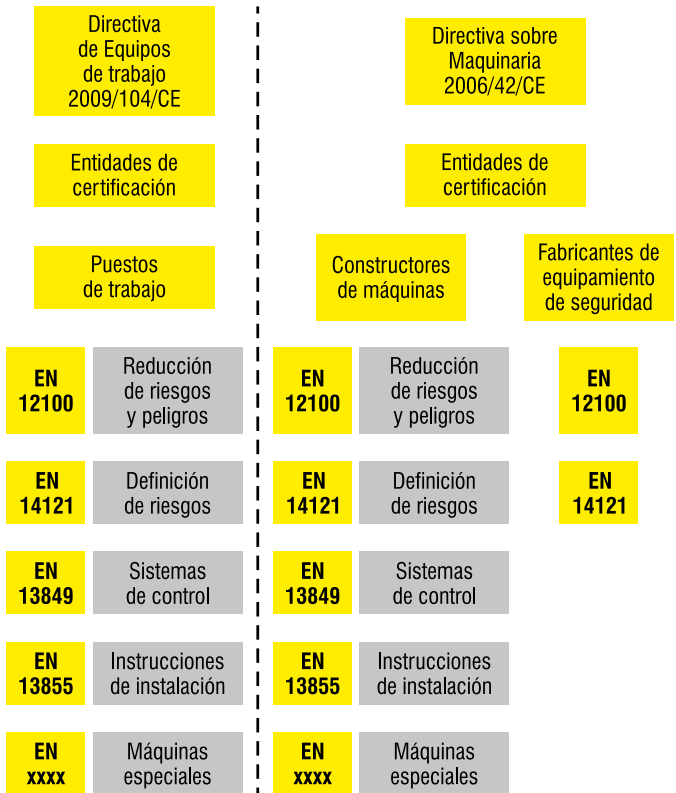 Directiva
de Equipos
de trabajo
2009/104/CE
Directiva sobre
Maquinaria
2006/42/CE
Entidades de
certificación
Entidades de
certificación
Puestos
de trabajo
Constructores
de máquinas
Fabricantes de
equipamiento
de seguridad
EN
12100
Reducción
de riesgos
y peligros
EN
12100
Reducción
de riesgos
y peligros
EN
12100
EN
14121
Definición
de riesgos
EN
14121
Definición
de riesgos
EN
14121
EN
13849
Sistemas
de control
EN
13849
Sistemas
de control
EN
13855
Instrucciones
de instalación
EN
13855
Instrucciones
de instalación
EN
xxxx
Máquinas
especiales
EN
xxxx
Máquinas
especiales